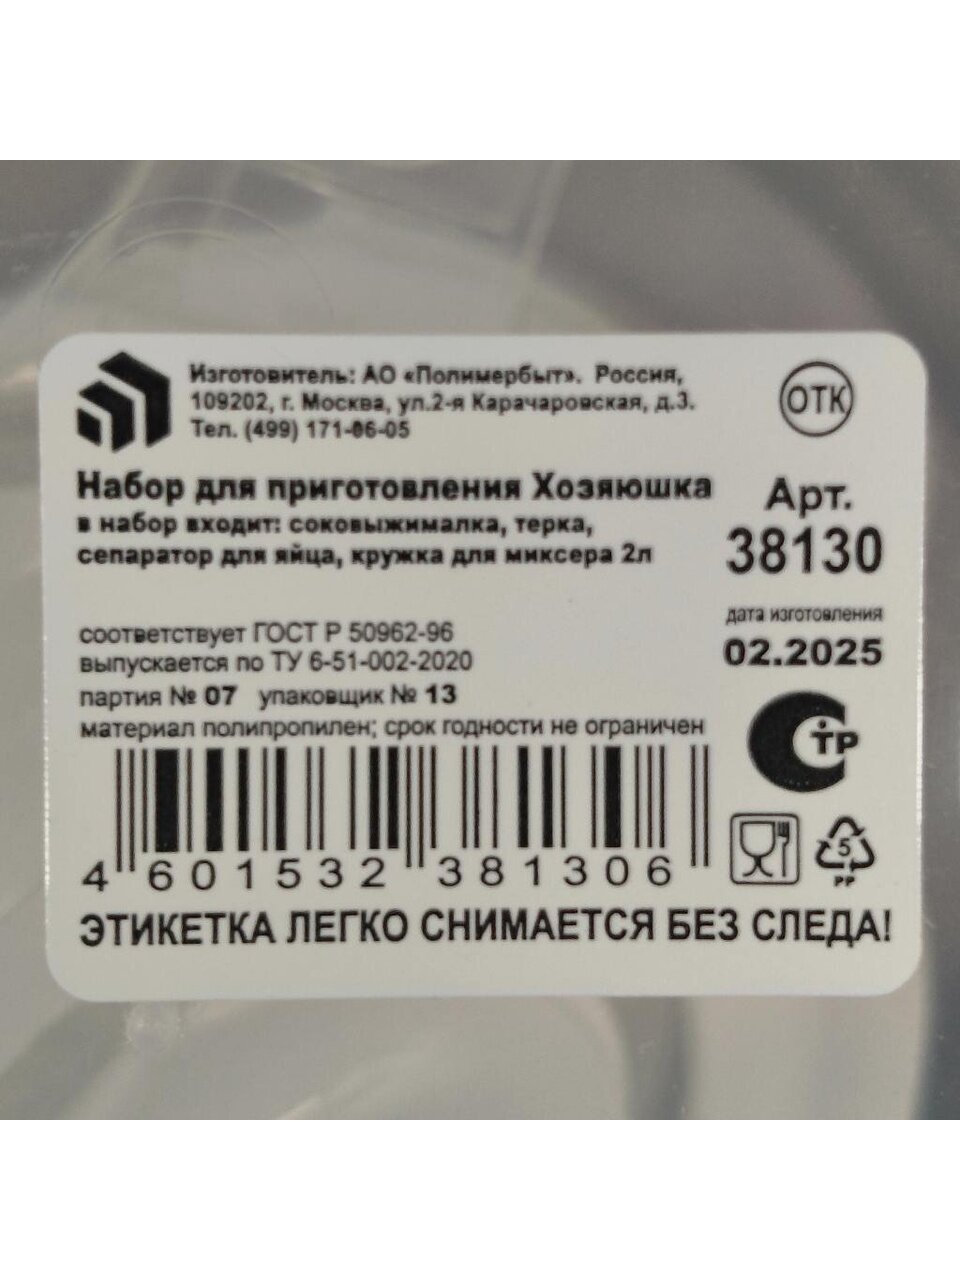 Изготовитель: АО «Полимербыт». Россия,
109202, г. Москва, ул.2-я Карачаровская, д.3.
Тел. (499) 171-06-05
ОТК
Набор для приготовления Хозяюшка
в набор входит: соковыжималка, терка,
сепаратор для яйца, кружка для миксера 2л
Арт.
38130
дата изготовления
02.2025
соответствует ГОСТ Р 50962-96
выпускается по ТУ 6-51-002-2020
партия № 07 упаковщик № 13
материал полипропилен; срок годности не ограничен
СТР
4 601532 381306
5
PP
ЭТИКЕТКА ЛЕГКО СНИМАЕТСЯ БЕЗ СЛЕДА!